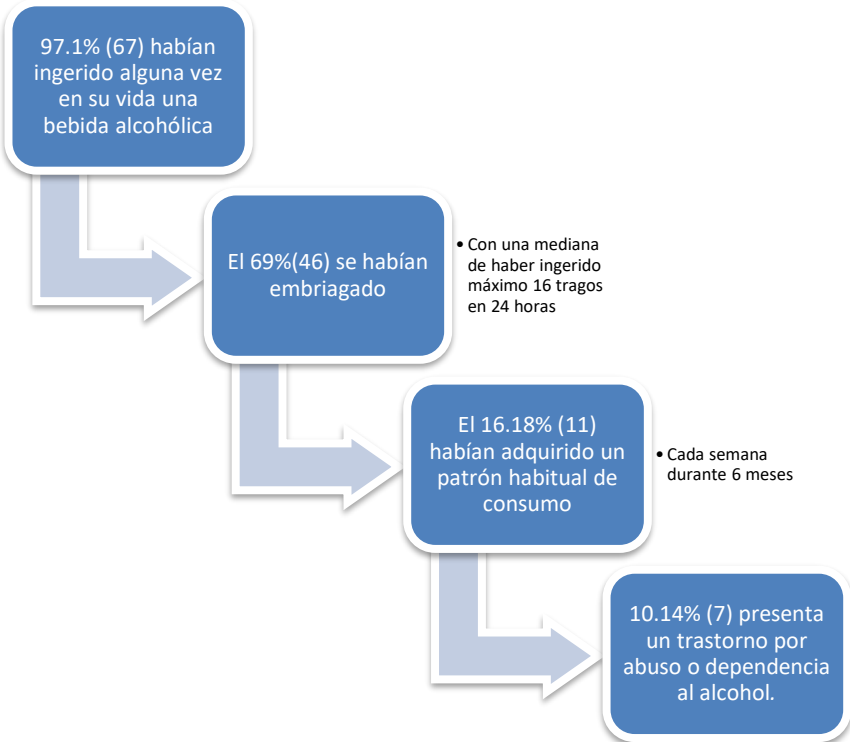 97.1% (67) habían
ingerido alguna vez
en su vida una
bebida alcohólica
El 69%(46) se habían
embriagado
• Con una mediana
de haber ingerido
máximo 16 tragos
en 24 horas
El 16.18% (11)
habían adquirido un
patrón habitual de
consumo
• Cada semana
durante 6 meses
10.14% (7) presenta
un trastorno por
abuso o dependencia
al alcohol.